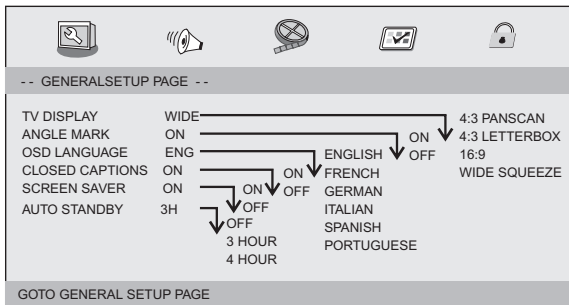 - - GENERALSETUP PAGE - -
TV DISPLAY WIDE 4:3 PANSCAN
ANGLE MARK ON ON 4:3 LETTERBOX
OSD LANGUAGE ENG ENGLISH OFF 16:9
CLOSED CAPTIONS ON ON FRENCH WIDE SQUEEZE
SCREEN SAVER ON ON OFF GERMAN
AUTO STANDBY 3H OFF ITALIAN
OFF SPANISH
3 HOUR PORTUGUESE
4 HOUR
GOTO GENERAL SETUP PAGE